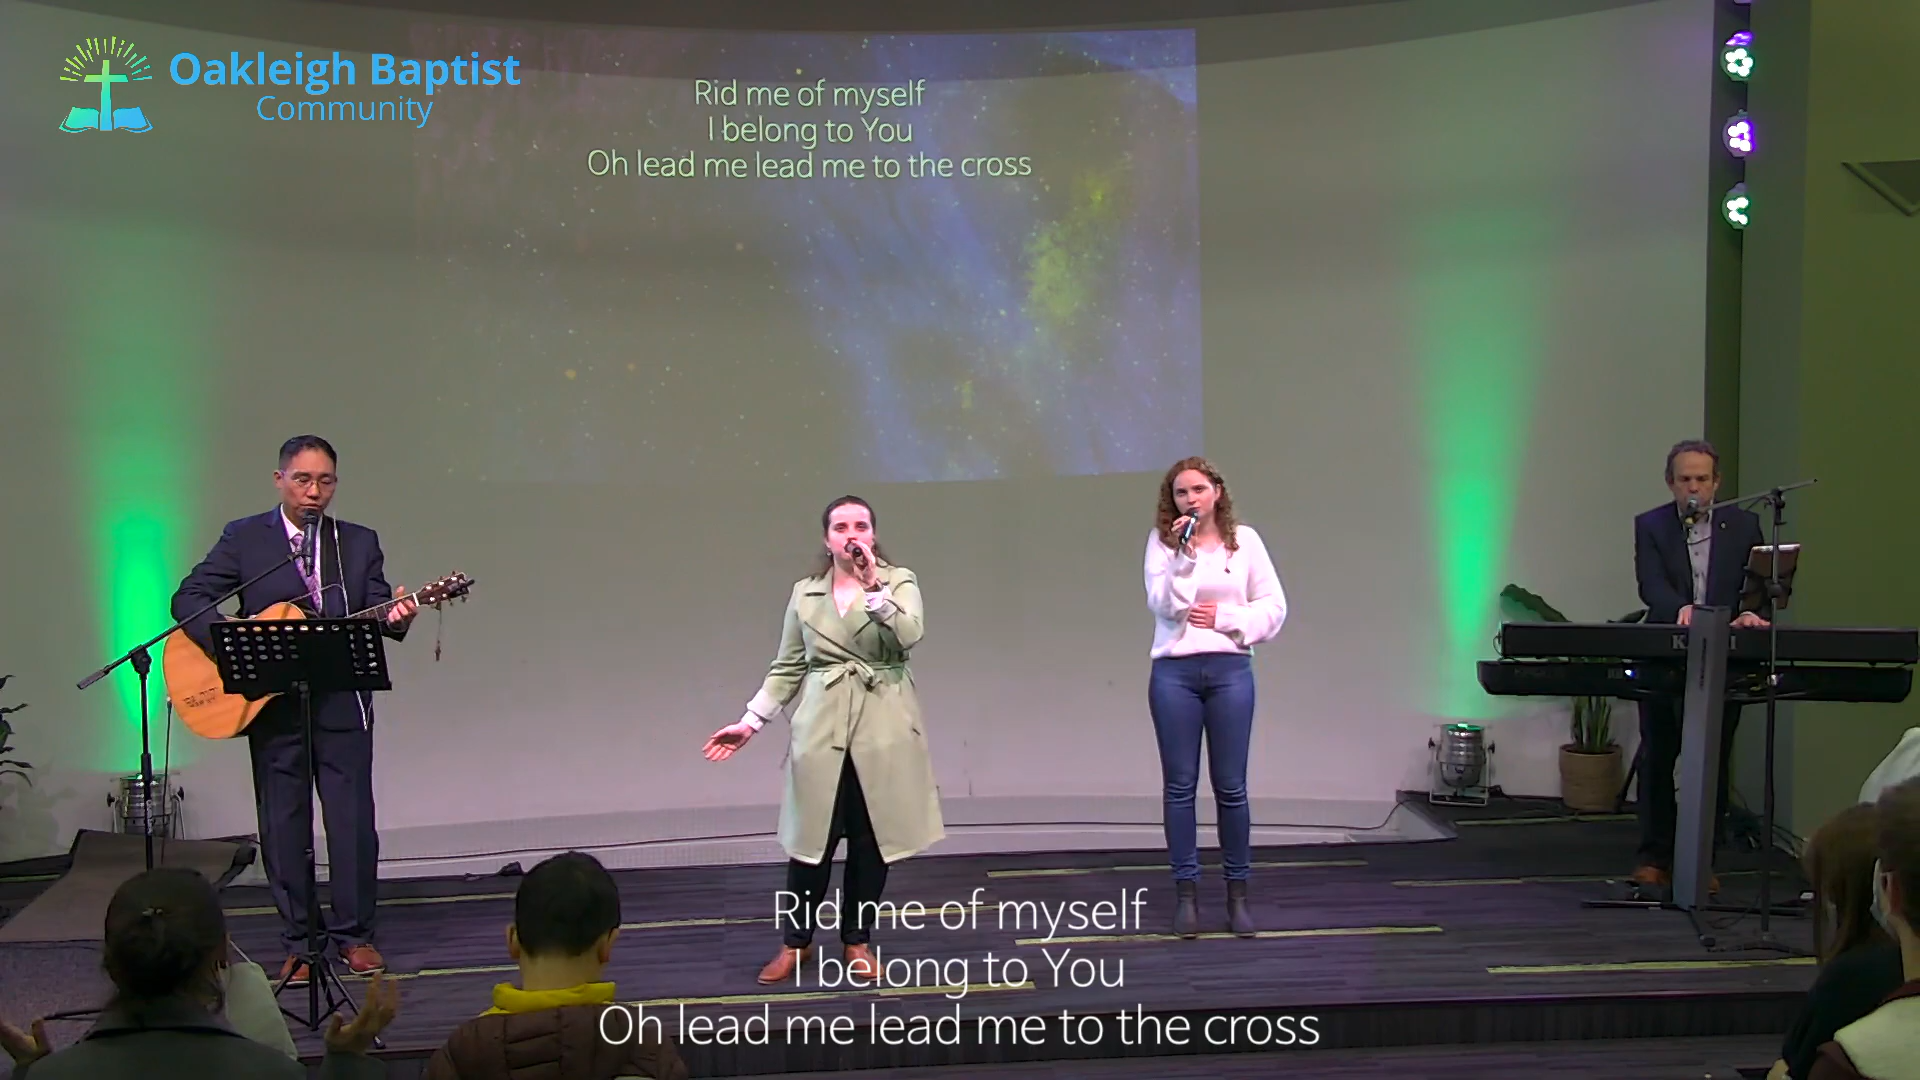 Oakleigh Baptist
Community
Rid me of myself
I belong to You
Oh lead me lead me to the cross
Rid me of myself
I belong to You
Oh lead me lead me to the cross